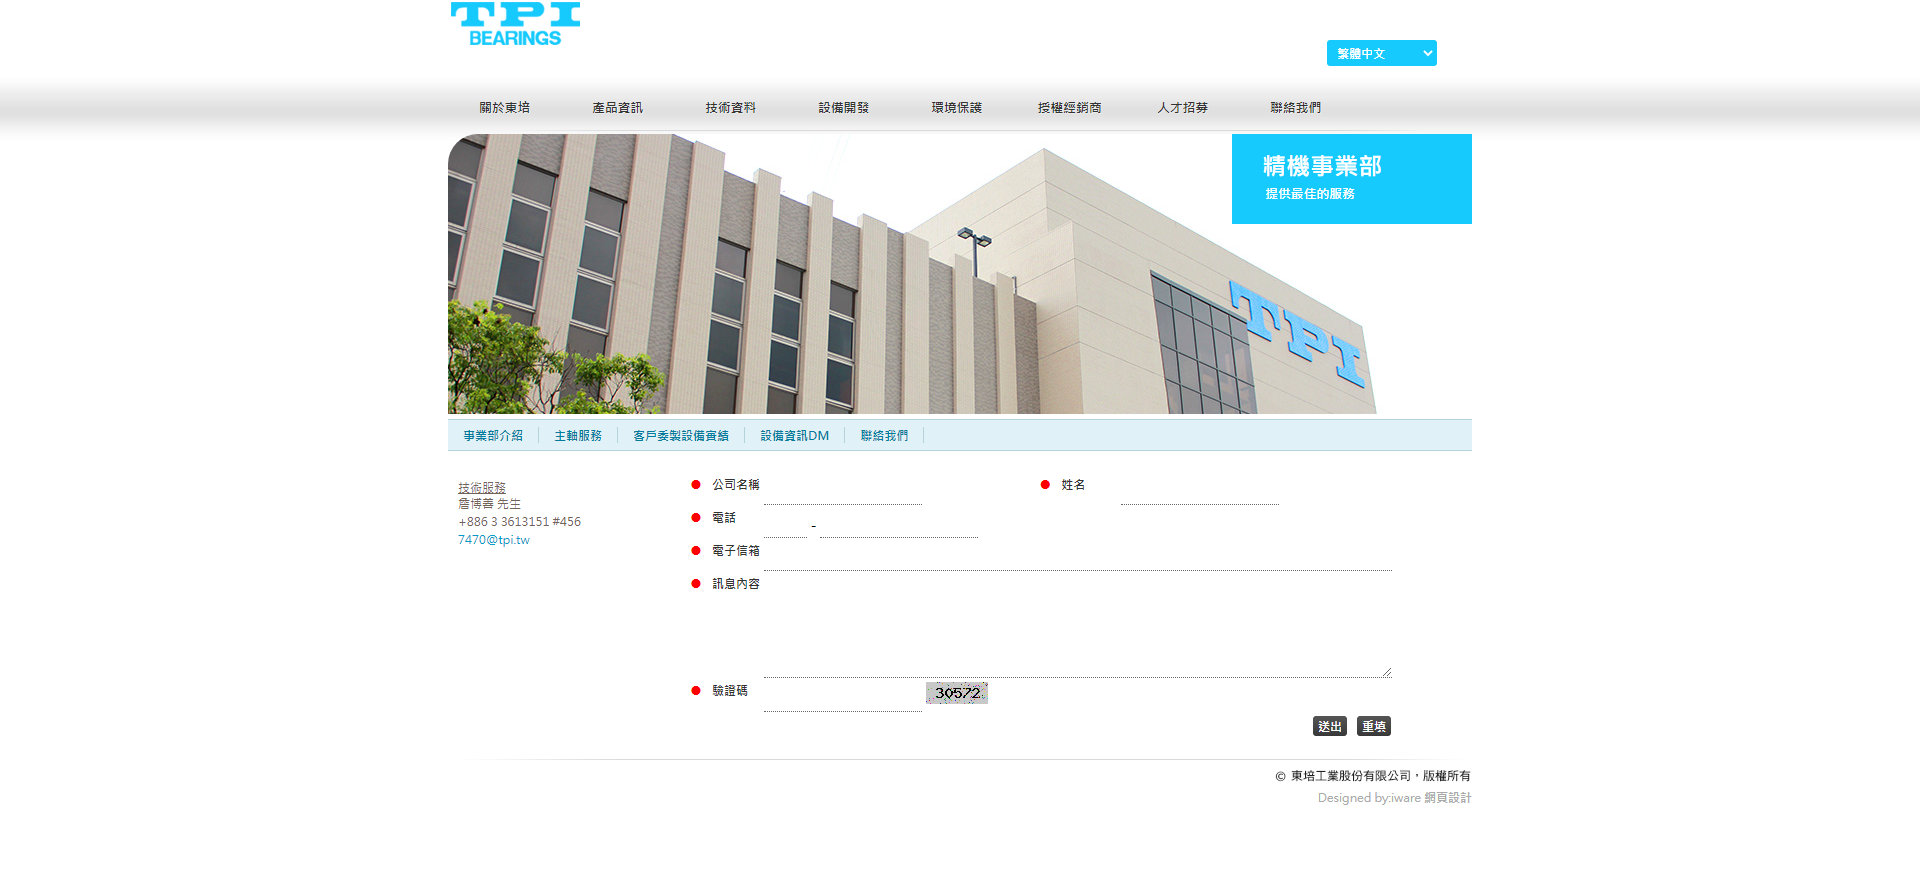 TPI
BEARINGS
繁體中文
關於東培 產品資訊 技術資料 設備開發 環境保護 授權經銷商 人才招募 聯絡我們
精機事業部
提供最佳的服務
TPI
事業部介紹 主軸服務 客戶委製設備實績 設備資訊DM 聯絡我們
技術服務
詹博善 先生
+886 3 3613151 #456
7470@tpi.tw
公司名稱 姓名
電話 -
電子信箱
訊息內容
驗證碼 30572
送出 重填
© 東培工業股份有限公司，版權所有
Designed by:iware 網頁設計